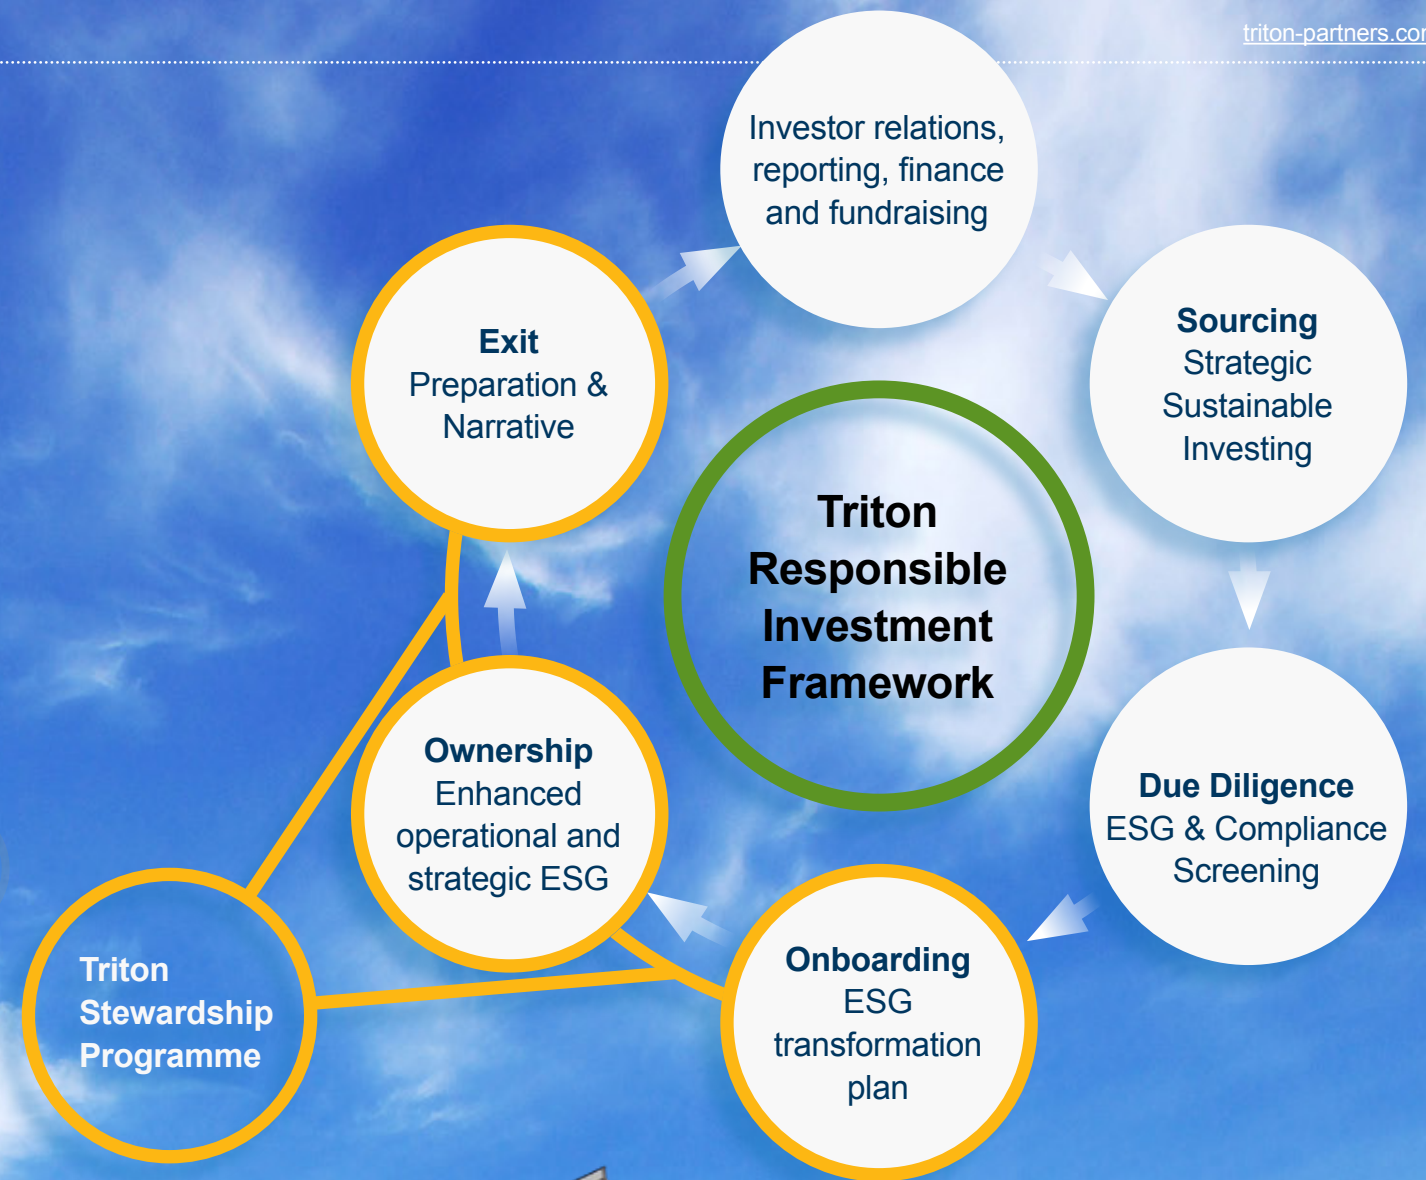 triton-partners.com
Investor relations,
reporting, finance
and fundraising
Sourcing
Strategic
Sustainable
Investing
Exit
Preparation &
Narrative
Triton
Responsible
Investment
Framework
Ownership
Enhanced
operational and
strategic ESG
Due Diligence
ESG & Compliance
Screening
Onboarding
ESG
transformation
plan
Triton
Stewardship
Programme